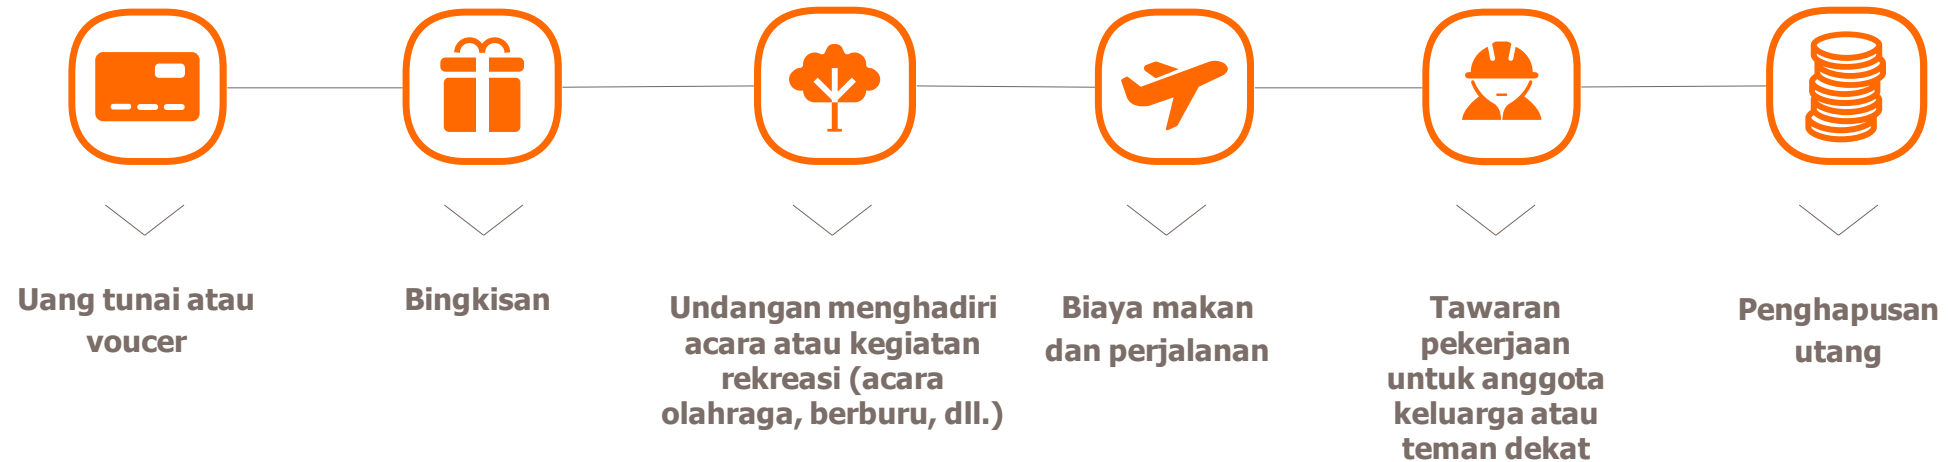 Uang tunai atau
voucer
Bingkisan
Undangan menghadiri
acara atau kegiatan
rekreasi (acara
olahraga, berburu, dll.)
Biaya makan
dan perjalanan
Tawaran
pekerjaan
untuk anggota
keluarga atau
teman dekat
Penghapusan
utang